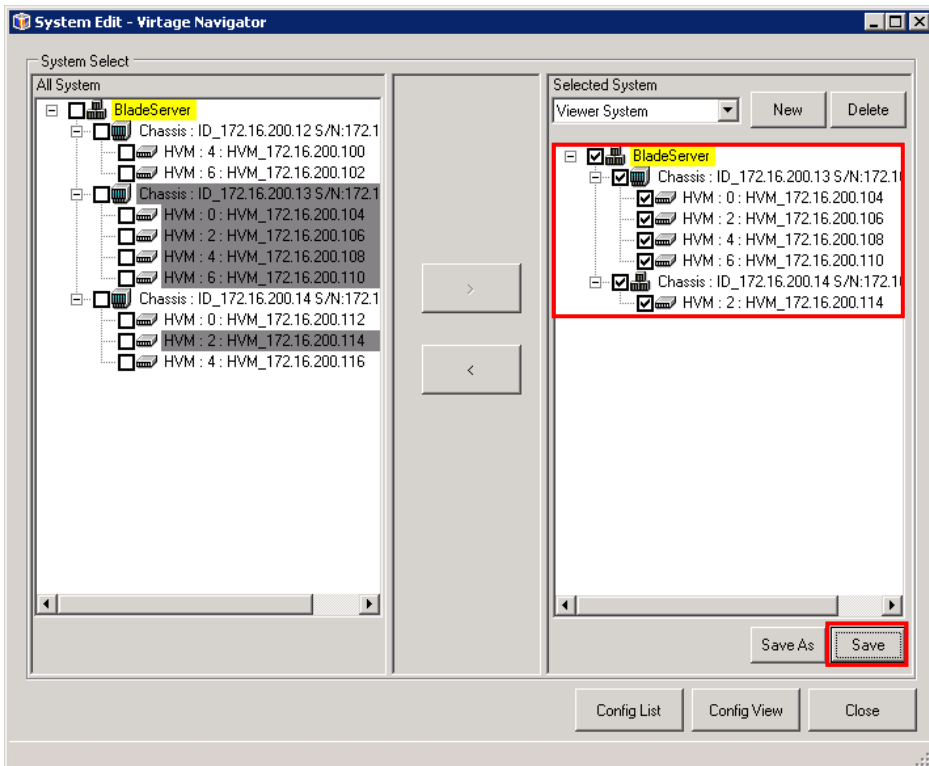 System Edit - Virtage Navigator
System Select
All System
BladeServer
Chassis : ID_172.16.200.12 S/N:172.1
HVM : 4 : HVM_172.16.200.100
HVM : 6 : HVM_172.16.200.102
Chassis : ID_172.16.200.13 S/N:172.1
HVM : 0 : HVM_172.16.200.104
HVM : 2 : HVM_172.16.200.106
HVM : 4 : HVM_172.16.200.108
HVM : 6 : HVM_172.16.200.110
Chassis : ID_172.16.200.14 S/N:172.1
HVM : 0 : HVM_172.16.200.112
HVM : 2 : HVM_172.16.200.114
HVM : 4 : HVM_172.16.200.116
>
<
Selected System
Viewer System New Delete
BladeServer
Chassis : ID_172.16.200.13 S/N:172.16
HVM : 0 : HVM_172.16.200.104
HVM : 2 : HVM_172.16.200.106
HVM : 4 : HVM_172.16.200.108
HVM : 6 : HVM_172.16.200.110
Chassis : ID_172.16.200.14 S/N:172.16
HVM : 2 : HVM_172.16.200.114
Save As Save
Config List Config View Close